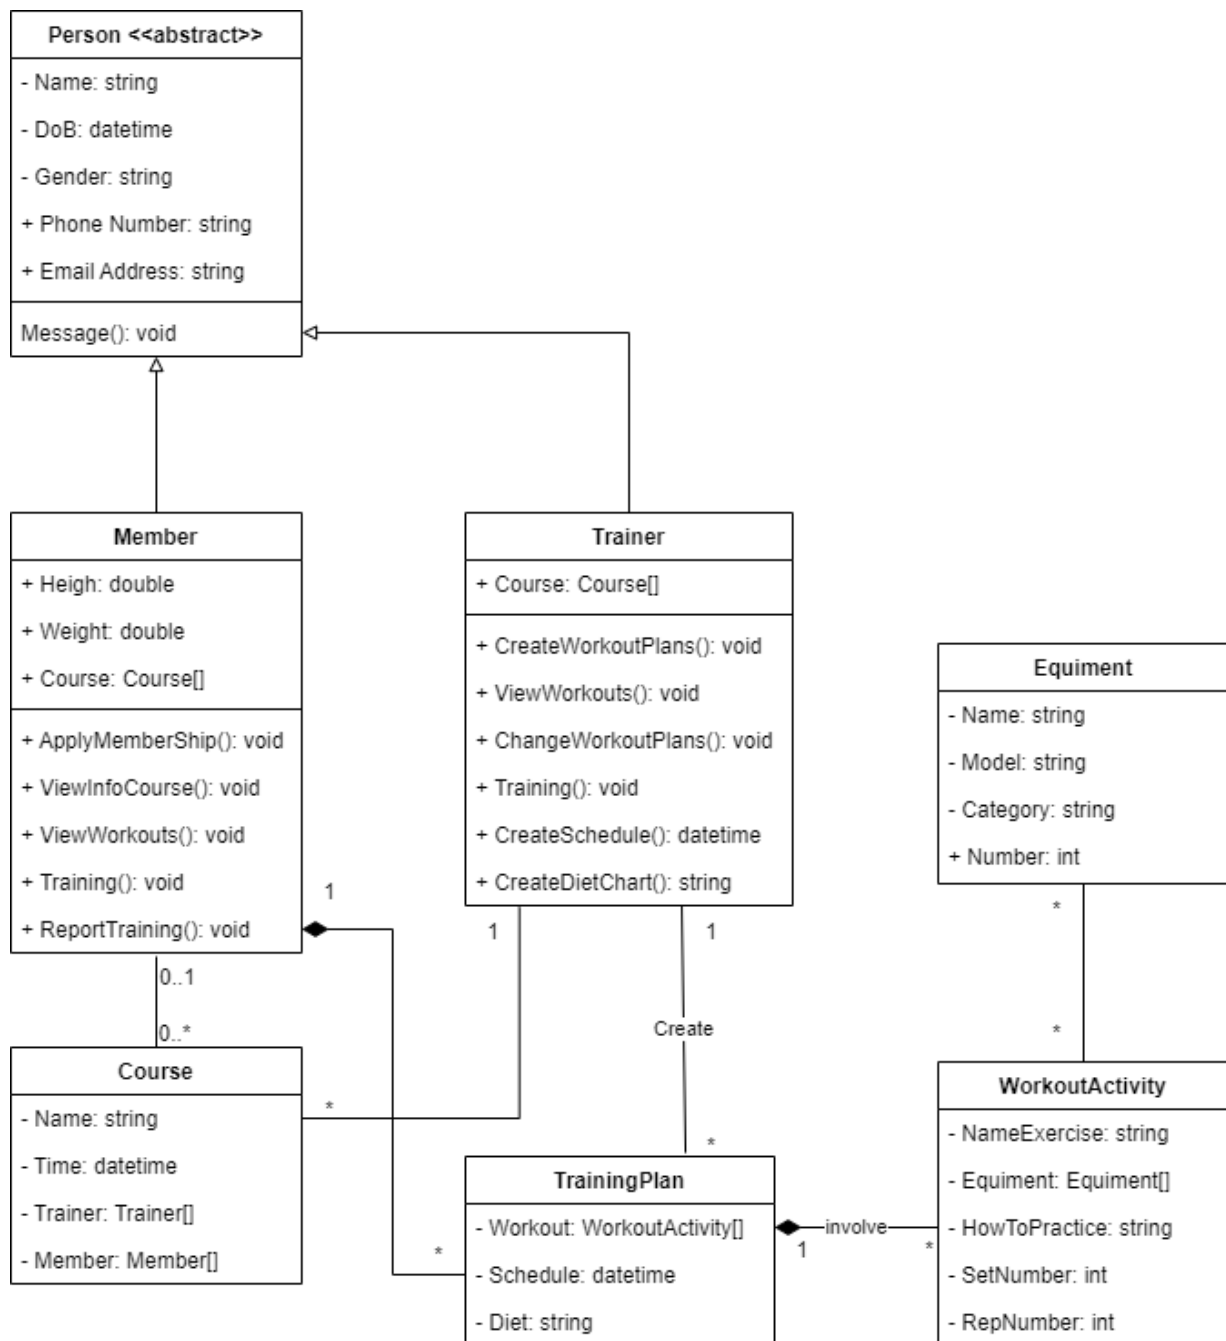 Person <<abstract>>
- Name: string
- DoB: datetime
- Gender: string
+ Phone Number: string
+ Email Address: string
Message(): void
Member
+ Heigh: double
+ Weight: double
+ Course: Course[]
+ ApplyMemberShip(): void
+ ViewInfoCourse(): void
+ ViewWorkouts(): void
+ Training(): void
+ ReportTraining(): void
1
0..1
0..*
Trainer
+ Course: Course[]
+ CreateWorkoutPlans(): void
+ ViewWorkouts(): void
+ ChangeWorkoutPlans(): void
+ Training(): void
+ CreateSchedule(): datetime
+ CreateDietChart(): string
1
1
Create
*
*
Equiment
- Name: string
- Model: string
- Category: string
+ Number: int
*
*
Course
- Name: string
- Time: datetime
- Trainer: Trainer[]
- Member: Member[]
*
TrainingPlan
- Workout: WorkoutActivity[]
- Schedule: datetime
- Diet: string
1
involve
*
WorkoutActivity
- NameExercise: string
- Equiment: Equiment[]
- HowToPractice: string
- SetNumber: int
- RepNumber: int